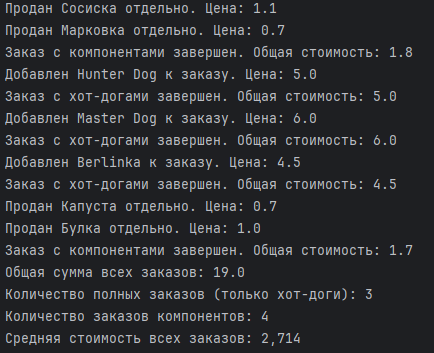 Продан Сосиска отдельно. Цена: 1.1
Продан Марковка отдельно. Цена: 0.7
Заказ с компонентами завершен. Общая стоимость: 1.8
Добавлен Hunter Dog к заказу. Цена: 5.0
Заказ с хот-догами завершен. Общая стоимость: 5.0
Добавлен Master Dog к заказу. Цена: 6.0
Заказ с хот-догами завершен. Общая стоимость: 6.0
Добавлен Berlinka к заказу. Цена: 4.5
Заказ с хот-догами завершен. Общая стоимость: 4.5
Продан Капуста отдельно. Цена: 0.7
Продан Булка отдельно. Цена: 1.0
Заказ с компонентами завершен. Общая стоимость: 1.7
Общая сумма всех заказов: 19.0
Количество полных заказов (только хот-доги): 3
Количество заказов компонентов: 4
Средняя стоимость всех заказов: 2,714